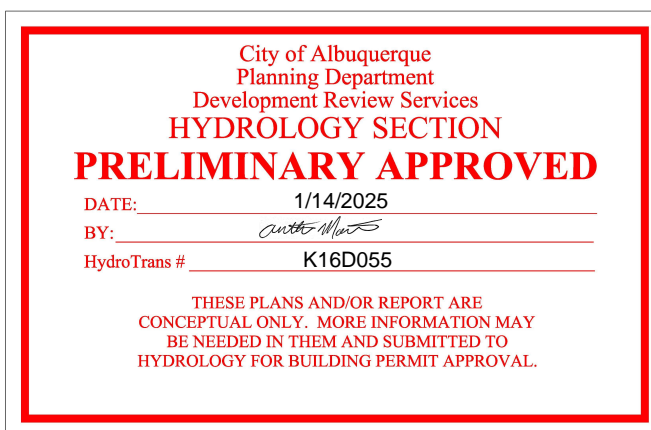 City of Albuquerque
Planning Department
Development Review Services
HYDROLOGY SECTION
PRELIMINARY APPROVED
DATE: 1/14/2025
BY:
HydroTrans # K16D055
THESE PLANS AND/OR REPORT ARE
CONCEPTUAL ONLY. MORE INFORMATION MAY
BE NEEDED IN THEM AND SUBMITTED TO
HYDROLOGY FOR BUILDING PERMIT APPROVAL.